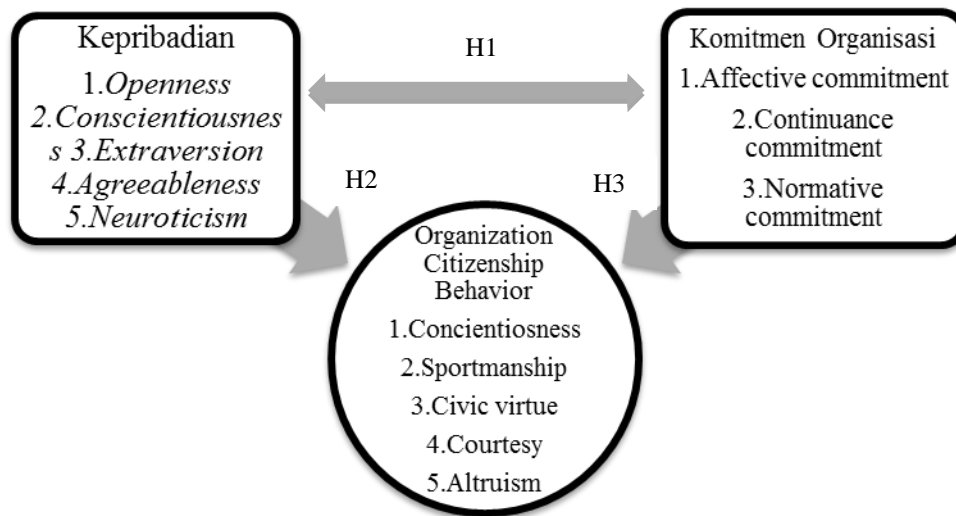 Kepribadian
1.Openness
2.Conscientiousnes
s 3.Extraversion
4.Agreeableness
5.Neuroticism
H1
Komitmen Organisasi
1.Affective commitment
2.Continuance
commitment
3.Normative
commitment
H2
H3
Organization
Citizenship
Behavior
1.Concientiosness
2.Sportmanship
3.Civic virtue
4.Courtesy
5.Altruism